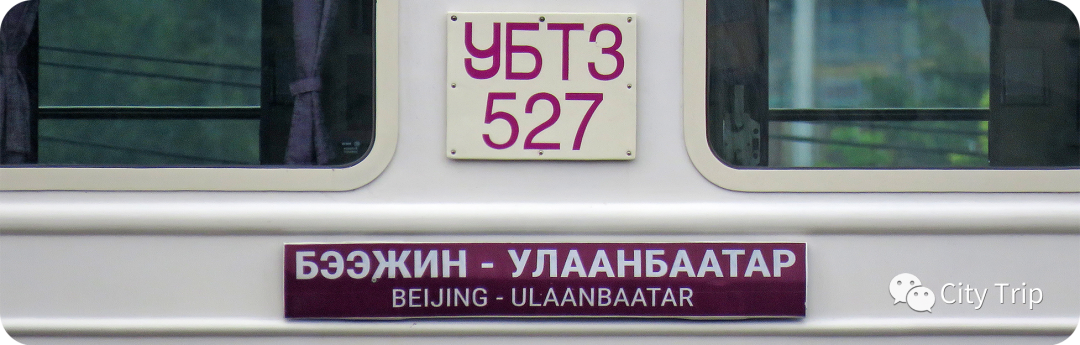 УБТЗ
527
БЭЭЖИН - УЛААНБААТАР
BEIJING - ULAANBAATAR
City Trip